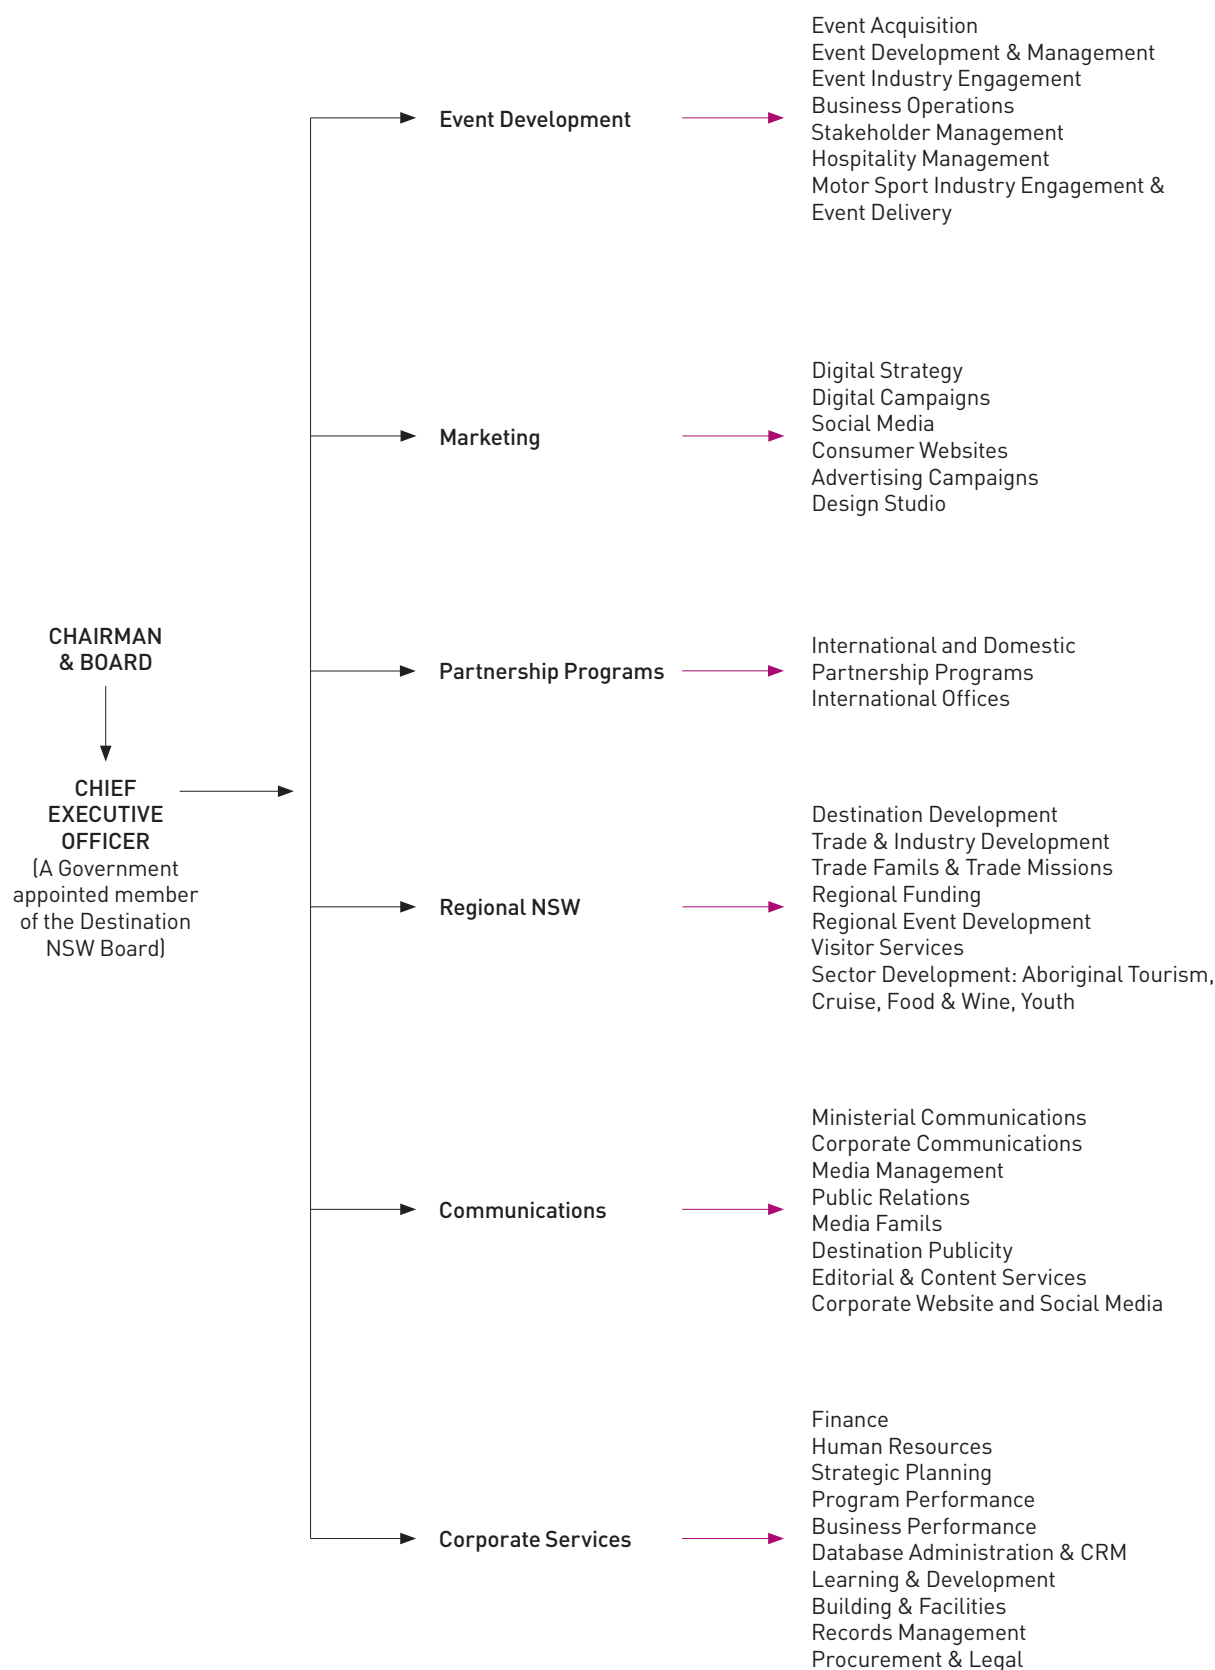 CHAIRMAN
& BOARD
CHIEF
EXECUTIVE
OFFICER
(A Government
appointed member
of the Destination
NSW Board)
Event Development
Event Acquisition
Event Development & Management
Event Industry Engagement
Business Operations
Stakeholder Management
Hospitality Management
Motor Sport Industry Engagement &
Event Delivery
Marketing
Digital Strategy
Digital Campaigns
Social Media
Consumer Websites
Advertising Campaigns
Design Studio
Partnership Programs
International and Domestic
Partnership Programs
International Offices
Regional NSW
Destination Development
Trade & Industry Development
Trade Famils & Trade Missions
Regional Funding
Regional Event Development
Visitor Services
Sector Development: Aboriginal Tourism,
Cruise, Food & Wine, Youth
Communications
Ministerial Communications
Corporate Communications
Media Management
Public Relations
Media Famils
Destination Publicity
Editorial & Content Services
Corporate Website and Social Media
Corporate Services
Finance
Human Resources
Strategic Planning
Program Performance
Business Performance
Database Administration & CRM
Learning & Development
Building & Facilities
Records Management
Procurement & Legal